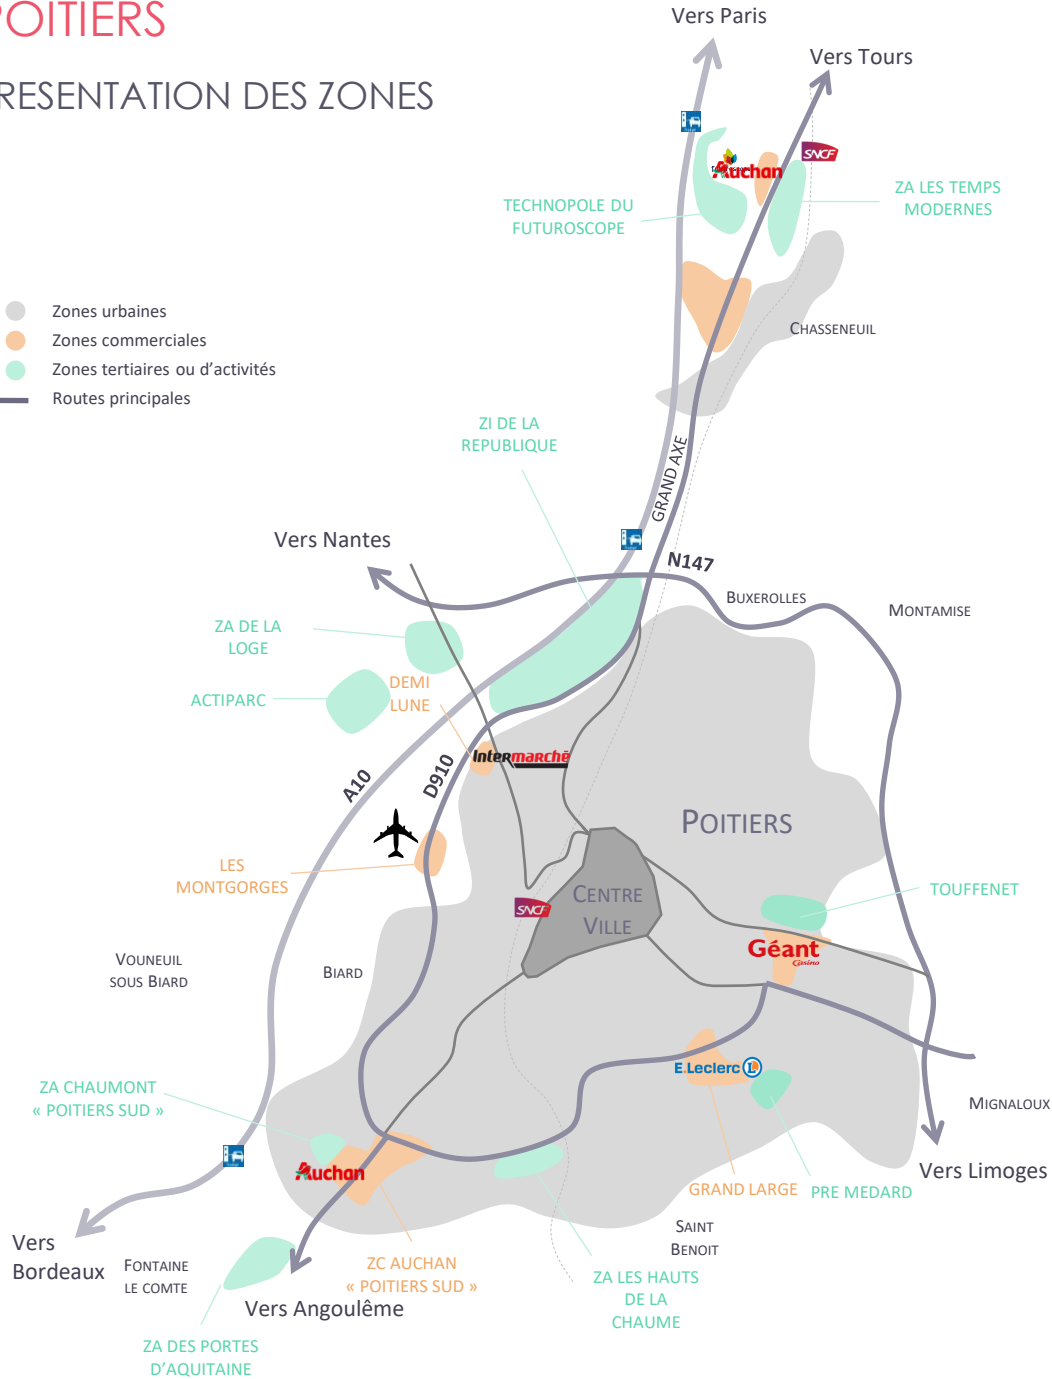 POITIERS
RESENTATION DES ZONES
Vers Paris
Vers Tours
SNCF
Auchan
ZA LES TEMPS
MODERNES
TECHNOPOLE DU
FUTUROSCOPE
Zones urbaines
Zones commerciales
Zones tertiaires ou d'activités
Routes principales
CHASSENEUIL
ZI DE LA
REPUBLIQUE
GRAND AXE
Vers Nantes
N147
BUXEROLLES
MONTAMISE
ZA DE LA
LOGE
ACTIPARC
DEMI
LUNE
Intermarché
A10
D910
POITIERS
LES
MONTGORGES
CENTRE
VILLE
SNCF
TOUFFENET
Géant
Casino
VOUNEUIL
SOUS BIARD
BIARD
E.Leclerc L
ZA CHAUMONT
« POITIERS SUD »
MIGNALOUX
Auchan
Vers Limoges
GRAND LARGE
PRE MEDARD
SAINT
BENOIT
Vers
Bordeaux
FONTAINE
LE COMTE
ZC AUCHAN
« POITIERS SUD »
ZA LES HAUTS
DE LA
CHAUME
Vers Angoulême
ZA DES PORTES
D'AQUITAINE